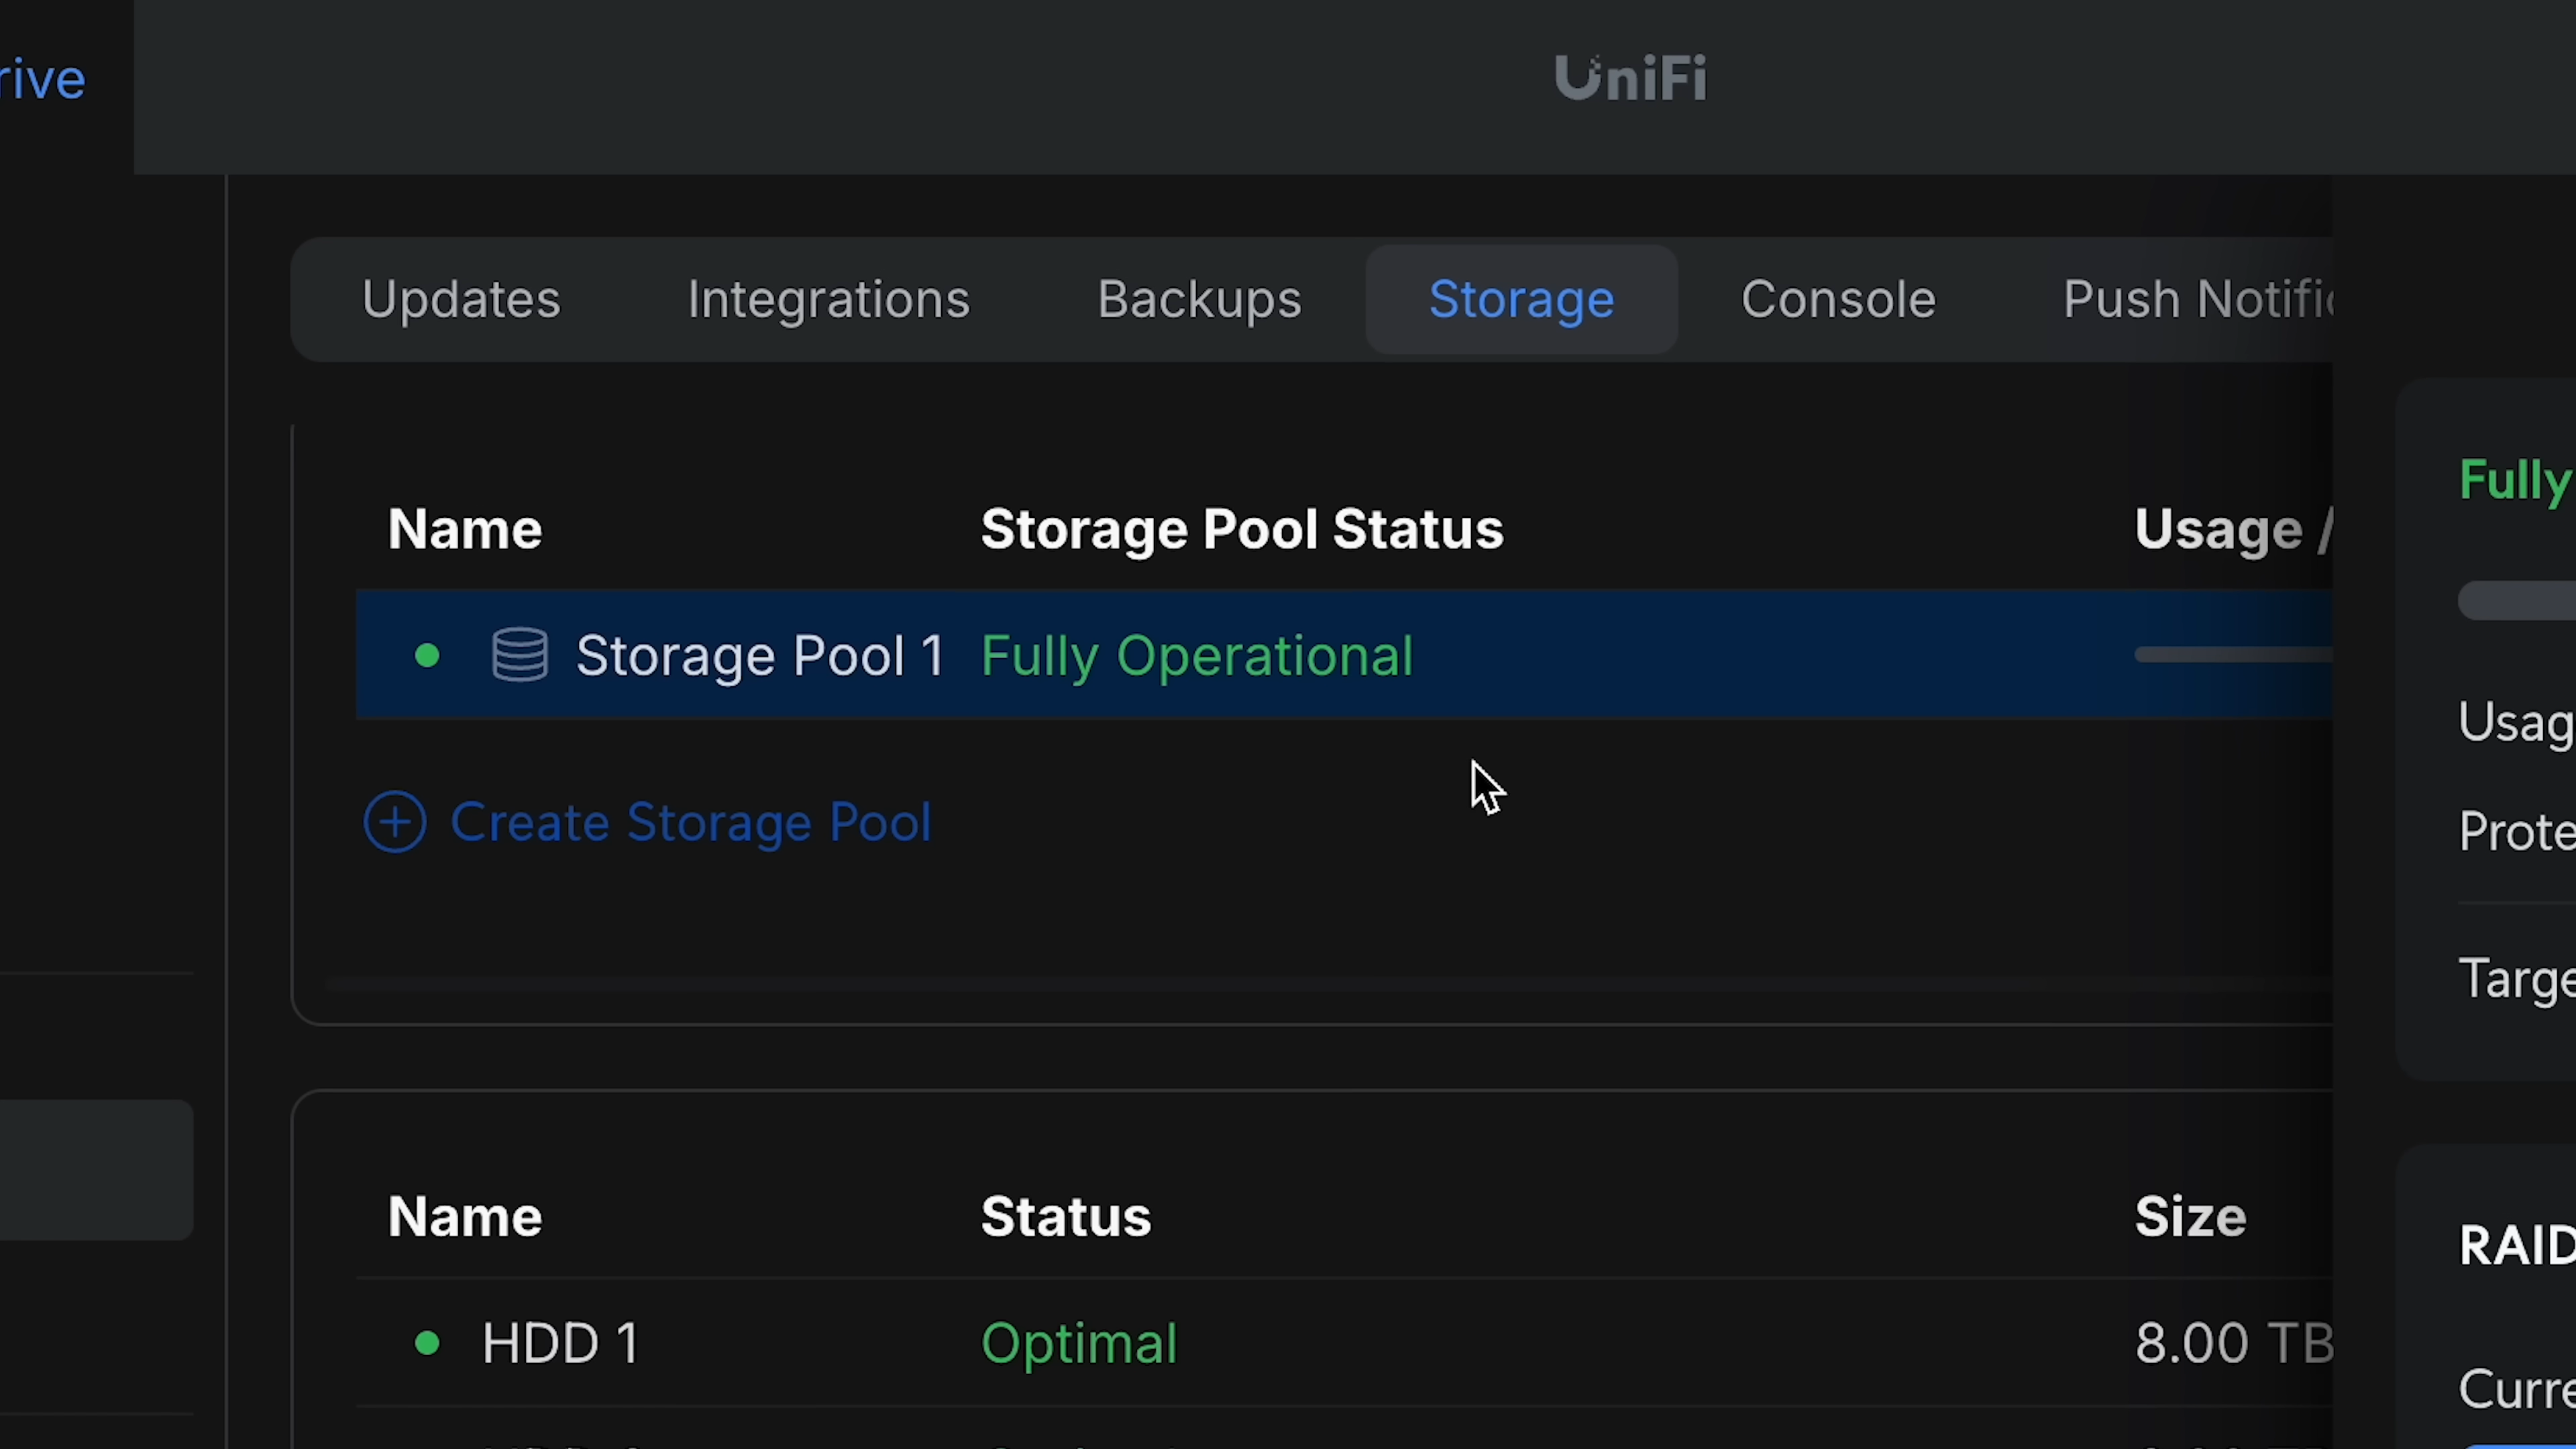 rive
UniFi
Updates Integrations Backups Storage Console Push Notific
Name Storage Pool Status Usage /
Storage Pool 1 Fully Operational
Create Storage Pool
Name Status Size
HDD 1 Optimal 8.00 TB
Fully
Usag
Prote
Targe
RAID
Curre